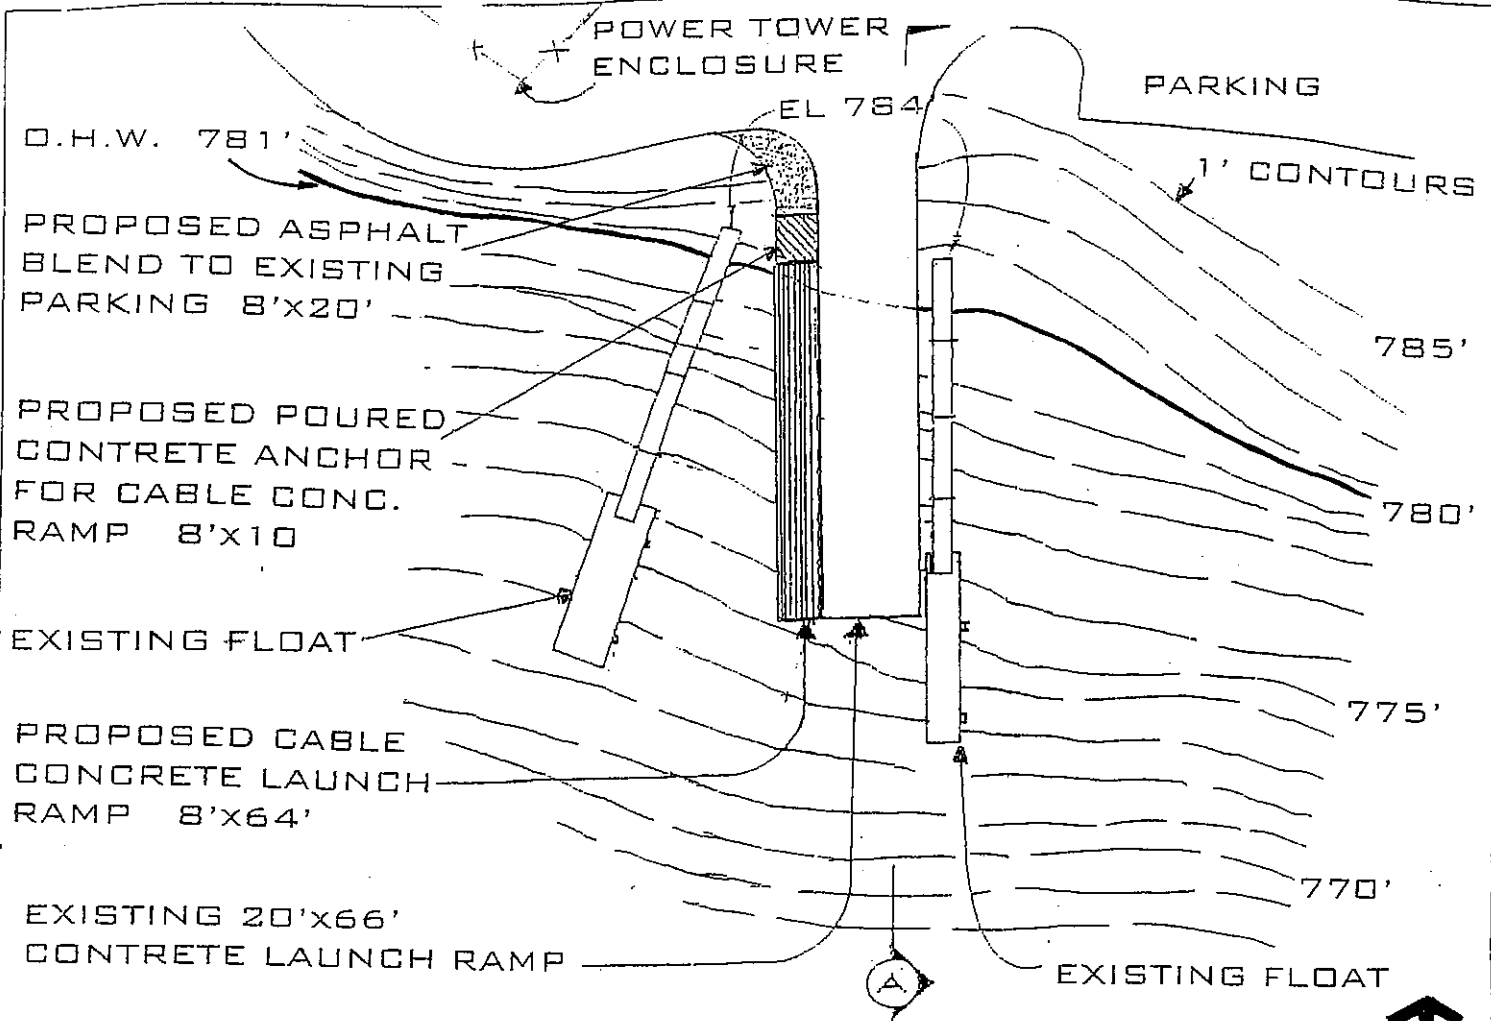 POWER TOWER
ENCLOSURE
PARKING
EL 784
O.H.W. 781'
1' CONTOURS
PROPOSED ASPHALT
BLEND TO EXISTING
PARKING 8'X20'
785'
PROPOSED POURED
CONTRETE ANCHOR
FOR CABLE CONC.
RAMP 8'X10
780'
EXISTING FLOAT
775'
PROPOSED CABLE
CONCRETE LAUNCH
RAMP 8'X64'
770'
EXISTING 20'X66'
CONTRETE LAUNCH RAMP
A
EXISTING FLOAT